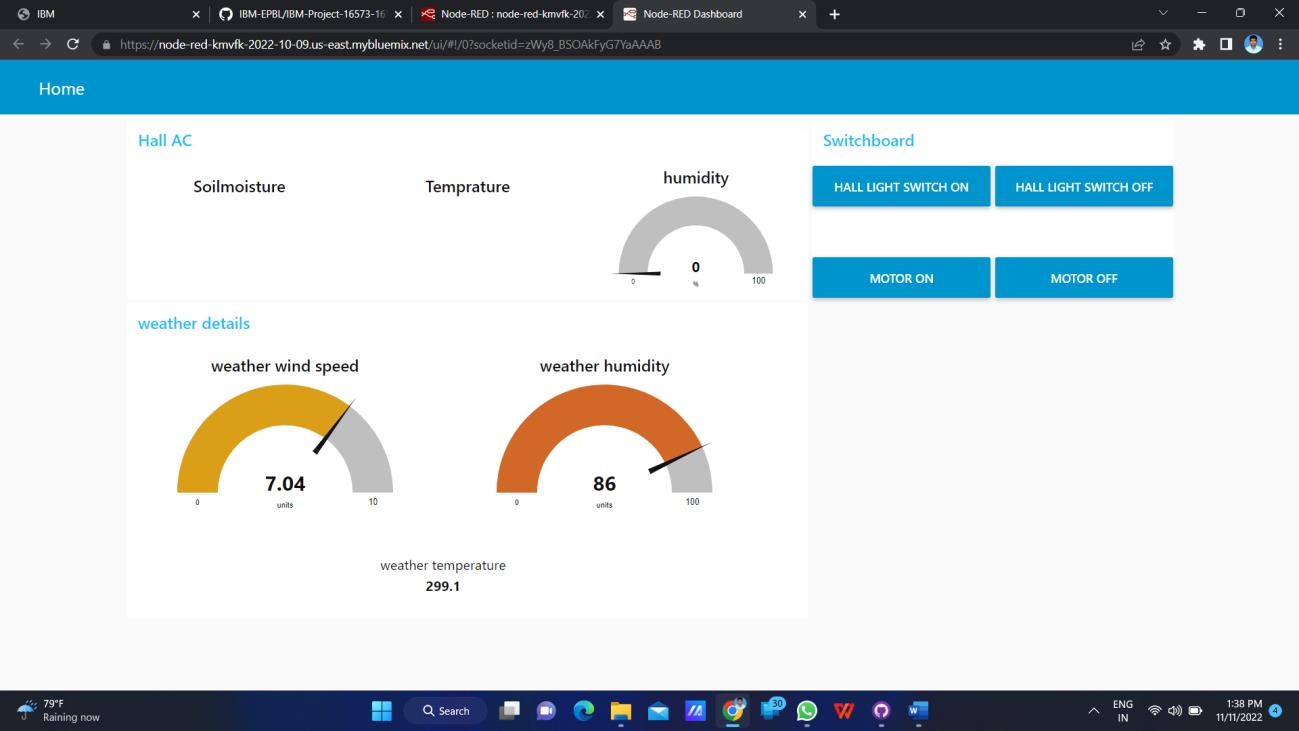 IBM
IBM-EPBL/IBM-Project-16573-16
Node-RED : node-red-kmvfk-202
Node-RED Dashboard
https://node-red-kmvfk-2022-10-09.us-east.mybluemix.net/ui/#!/0?socketid=zWy8_BSOAkFyG7YaAAAB
Home
Hall AC
Soilmoisture
Temprature
humidity
0
%
0
100
Switchboard
HALL LIGHT SWITCH ON
HALL LIGHT SWITCH OFF
MOTOR ON
MOTOR OFF
weather details
weather wind speed
7.04
units
0
10
weather humidity
86
units
0
100
weather temperature
299.1
79°F
Raining now
Search
30
W
ENG
IN
1:38 PM
11/11/2022
4